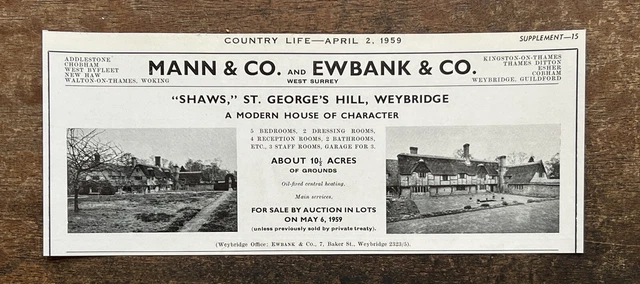 COUNTRY LIFE—APRIL 2, 1959
SUPPLEMENT—15
ADDLESTONE
CHOBHAM
WEST BYFLEET
NEW HAW
WALTON-ON-THAMES, WOKING
MANN & CO. AND EWBANK & CO.
WEST SURREY
KINGSTON-ON-THAMES
THAMES DITTON
ESHER
COBHAM
WEYBRIDGE, GUILDFORD
"SHAWS," ST. GEORGE'S HILL, WEYBRIDGE
A MODERN HOUSE OF CHARACTER
5 BEDROOMS, 2 DRESSING ROOMS,
4 RECEPTION ROOMS, 2 BATHROOMS,
ETC., 3 STAFF ROOMS, GARAGE FOR 3.
ABOUT 10½ ACRES
OF GROUNDS
Oil-fired central heating.
Main services.
FOR SALE BY AUCTION IN LOTS
ON MAY 6, 1959
(unless previously sold by private treaty).
(Weybridge Office: EWBANK & Co., 7, Baker St., Weybridge 2323/5).